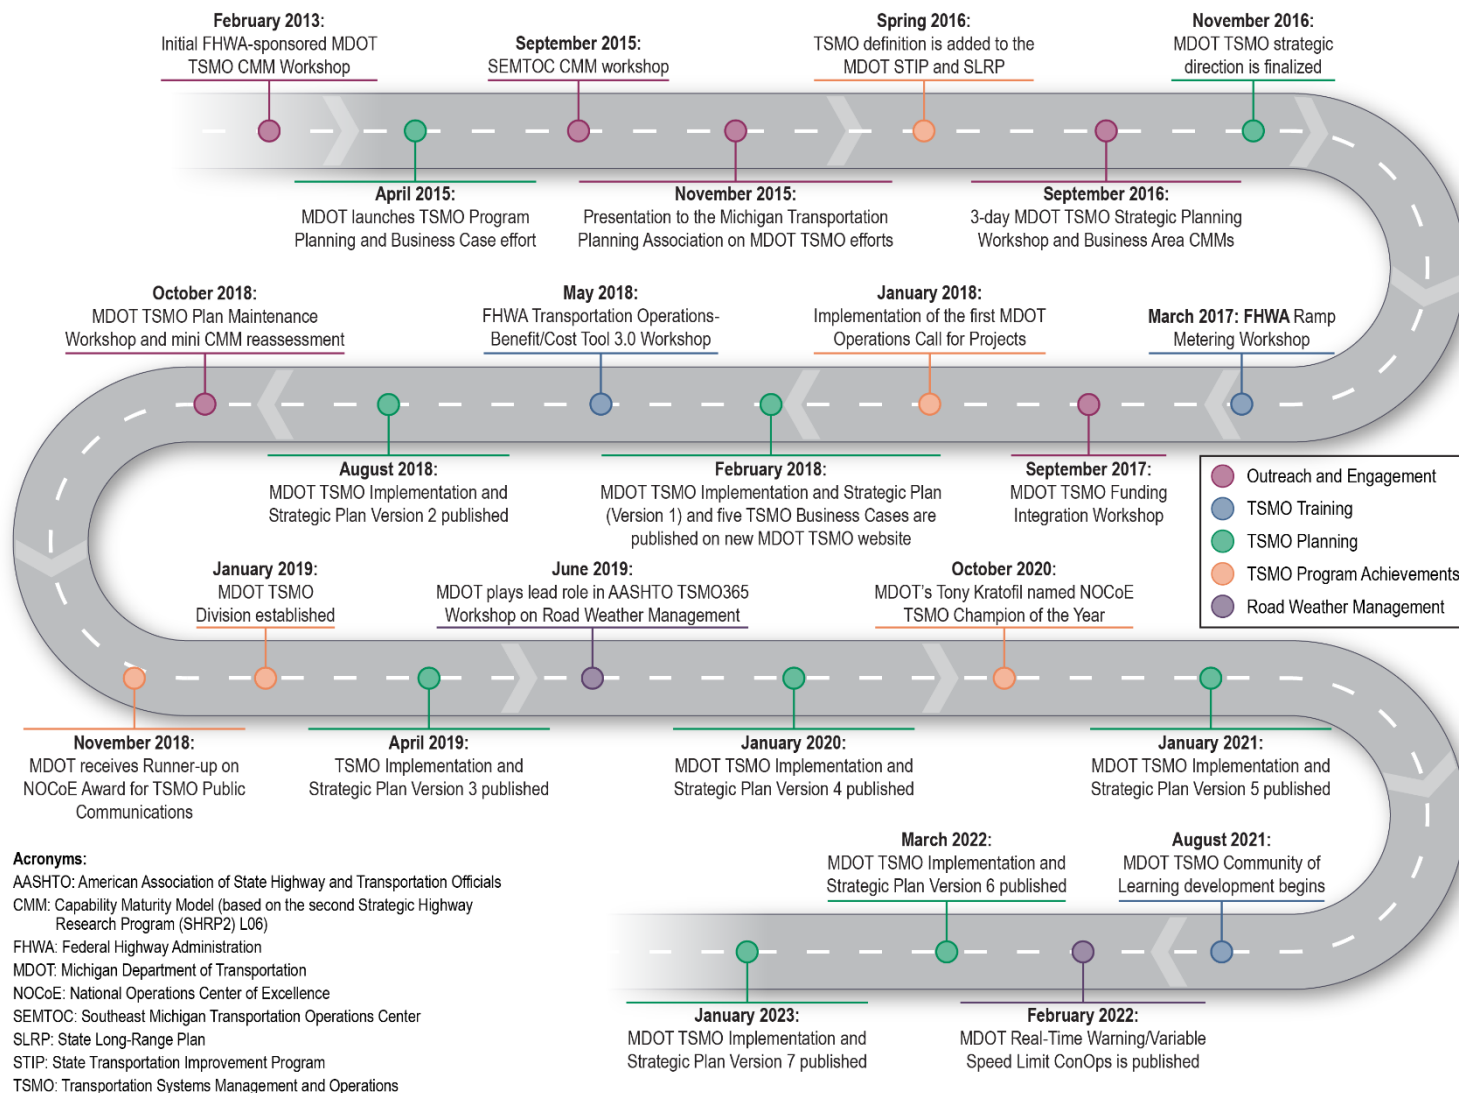 February 2013:
Initial FHWA-sponsored MDOT
TSMO CMM Workshop
April 2015:
MDOT launches TSMO Program
Planning and Business Case effort
September 2015:
SEMTOC CMM workshop
November 2015:
Presentation to the Michigan Transportation
Planning Association on MDOT TSMO efforts
Spring 2016:
TSMO definition is added to the
MDOT STIP and SLRP
September 2016:
3-day MDOT TSMO Strategic Planning
Workshop and Business Area CMMs
November 2016:
MDOT TSMO strategic
direction is finalized
March 2017: FHWA Ramp
Metering Workshop
September 2017:
MDOT TSMO Funding
Integration Workshop
January 2018:
Implementation of the first MDOT
Operations Call for Projects
February 2018:
MDOT TSMO Implementation and Strategic Plan
(Version 1) and five TSMO Business Cases are
published on new MDOT TSMO website
May 2018:
FHWA Transportation Operations-
Benefit/Cost Tool 3.0 Workshop
August 2018:
MDOT TSMO Implementation and
Strategic Plan Version 2 published
October 2018:
MDOT TSMO Plan Maintenance
Workshop and mini CMM reassessment
November 2018:
MDOT receives Runner-up on
NOCoE Award for TSMO Public
Communications
January 2019:
MDOT TSMO
Division established
April 2019:
TSMO Implementation and
Strategic Plan Version 3 published
June 2019:
MDOT plays lead role in AASHTO TSMO365
Workshop on Road Weather Management
January 2020:
MDOT TSMO Implementation and
Strategic Plan Version 4 published
October 2020:
MDOT's Tony Kratofil named NOCoE
TSMO Champion of the Year
January 2021:
MDOT TSMO Implementation and
Strategic Plan Version 5 published
August 2021:
MDOT TSMO Community of
Learning development begins
February 2022:
MDOT Real-Time Warning/Variable
Speed Limit ConOps is published
March 2022:
MDOT TSMO Implementation and
Strategic Plan Version 6 published
January 2023:
MDOT TSMO Implementation and
Strategic Plan Version 7 published
Outreach and Engagement
TSMO Training
TSMO Planning
TSMO Program Achievements
Road Weather Management
Acronyms:
AASHTO: American Association of State Highway and Transportation Officials
CMM: Capability Maturity Model (based on the second Strategic Highway
Research Program (SHRP2) L06)
FHWA: Federal Highway Administration
MDOT: Michigan Department of Transportation
NOCoE: National Operations Center of Excellence
SEMTOC: Southeast Michigan Transportation Operations Center
SLRP: State Long-Range Plan
STIP: State Transportation Improvement Program
TSMO: Transportation Systems Management and Operations